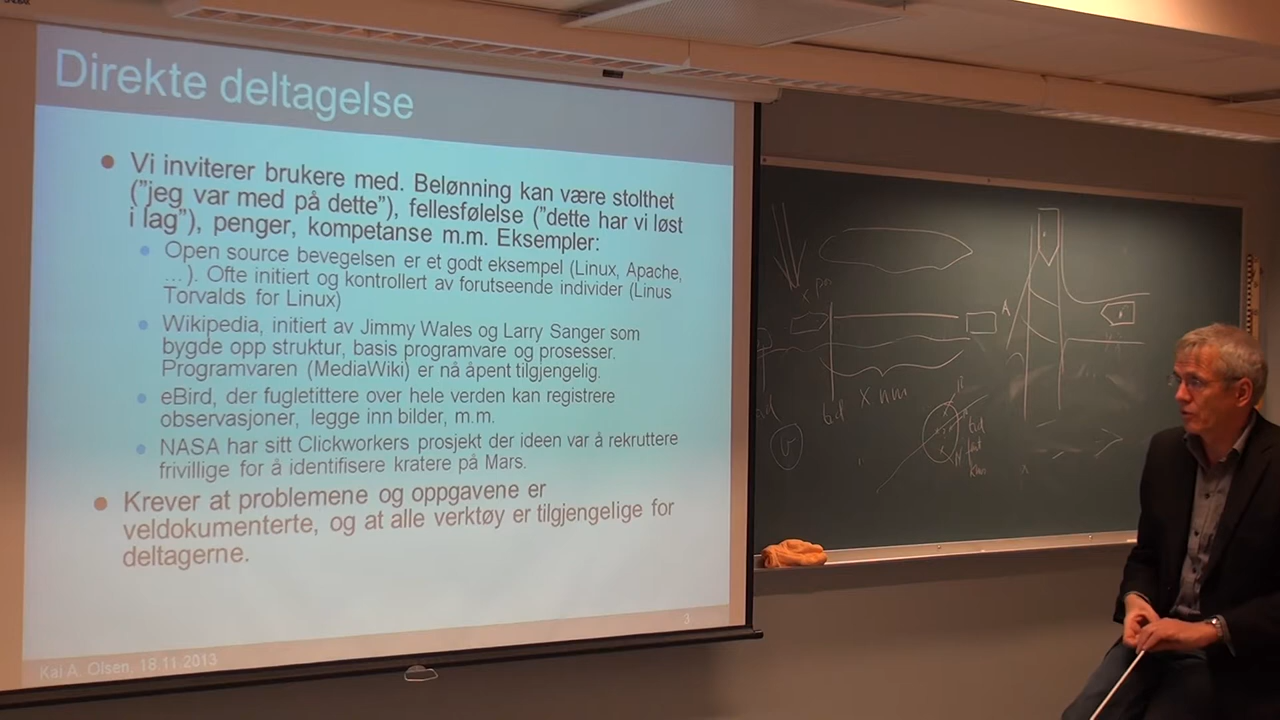 Direkte deltagelse
Vi inviterer brukere med. Belønning kan være stolthet
("jeg var med på dette"), fellesfølelse ("dette har vi løst
i lag"), penger, kompetanse m.m. Eksempler:
Open source bevegelsen er et godt eksempel (Linux, Apache,
…). Ofte initiert og kontrollert av forutseende individer (Linus
Torvalds for Linux)
Wikipedia, initiert av Jimmy Wales og Larry Sanger som
bygde opp struktur, basis programvare og prosesser.
Programvaren (MediaWiki) er nå åpent tilgjengelig.
eBird, der fugletittere over hele verden kan registrere
observasjoner, legge inn bilder, m.m.
NASA har sitt Clickworkers prosjekt der ideen var å rekruttere
frivillige for å identifisere kratere på Mars.
Krever at problemene og oppgavene er
veldokumenterte, og at alle verktøy er tilgjengelige for
deltagerne.
3
Kai A. Olsen, 18.11.2013
A
X nm